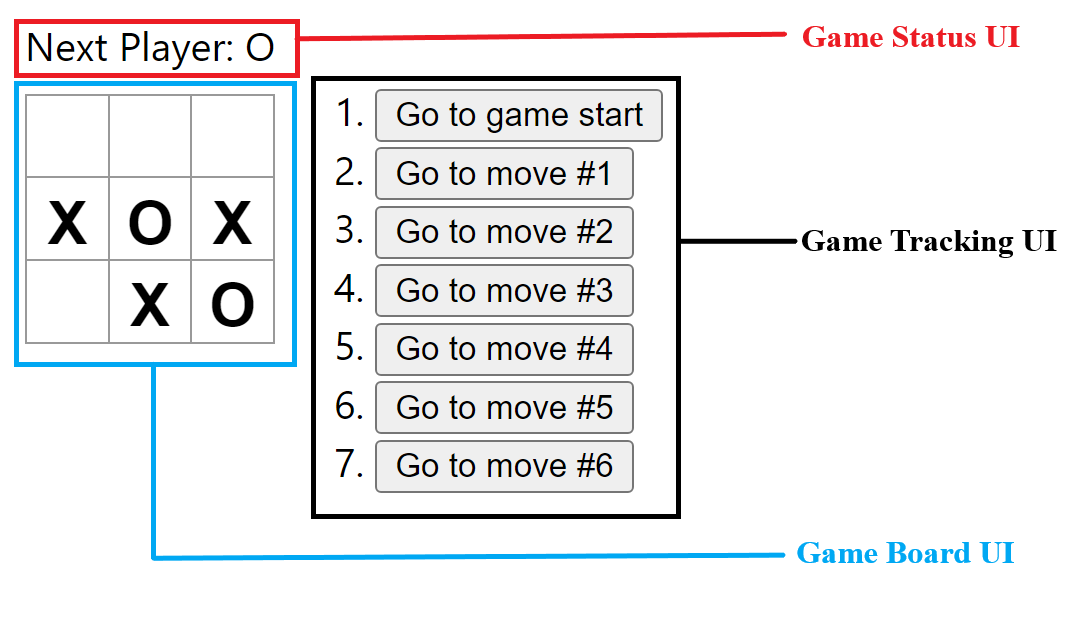 Next Player: O
Game Status UI
X O X
X O
1. Go to game start
2. Go to move #1
3. Go to move #2
4. Go to move #3
5. Go to move #4
6. Go to move #5
7. Go to move #6
Game Tracking UI
Game Board UI